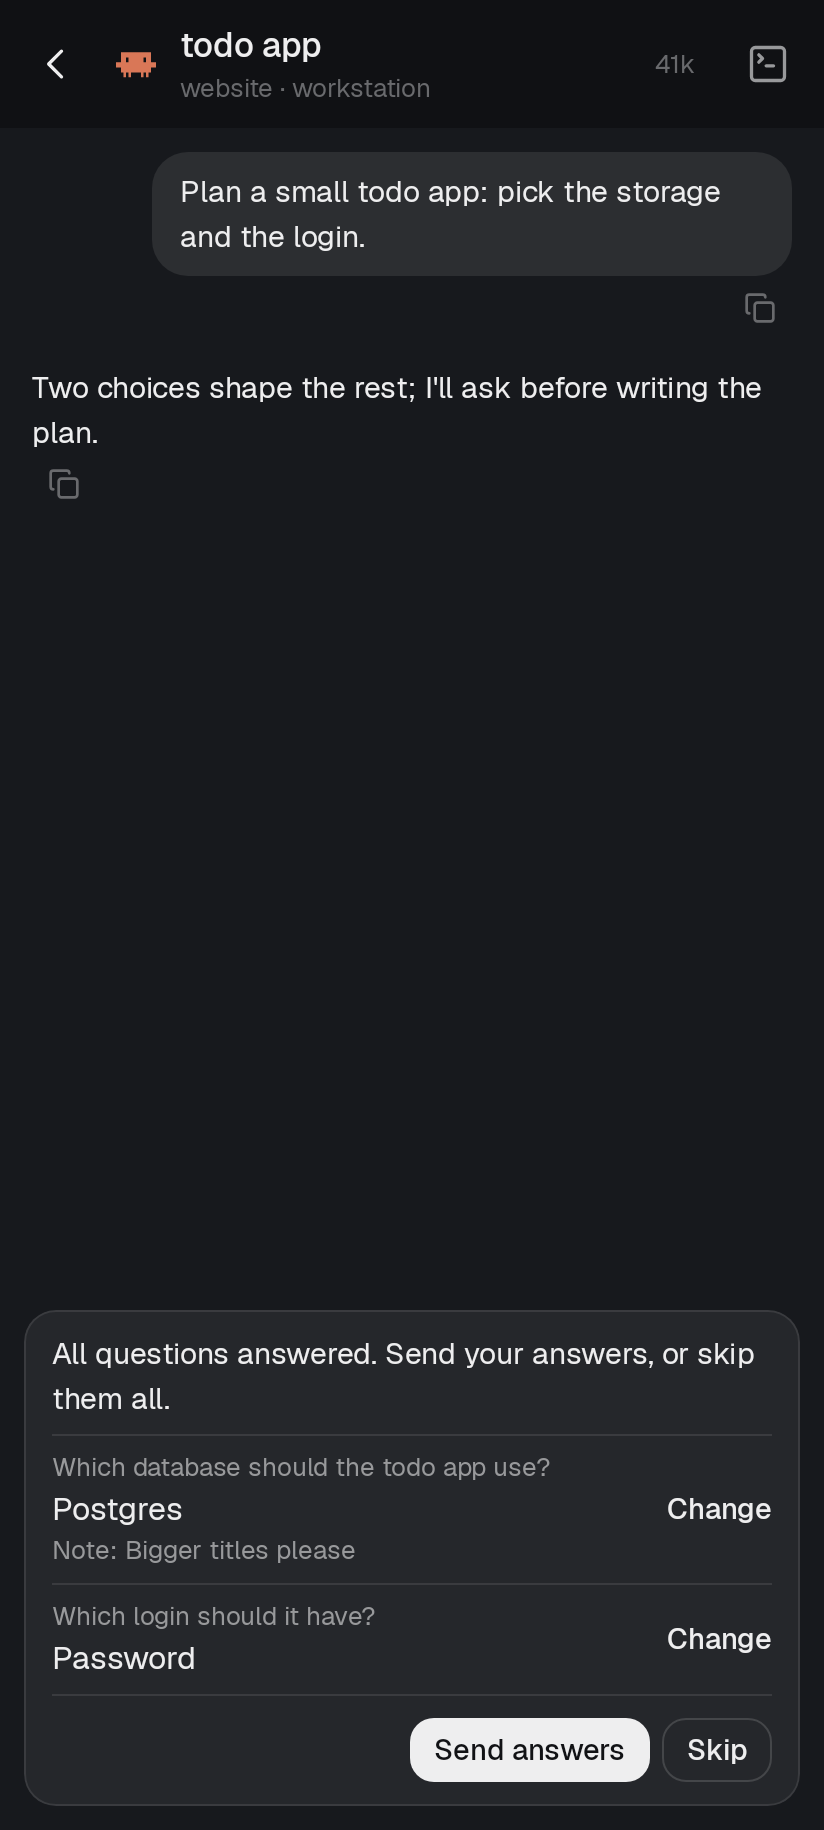 todo app
website · workstation
41k
Plan a small todo app: pick the storage
and the login.
Two choices shape the rest; I'll ask before writing the
plan.
All questions answered. Send your answers, or skip
them all.
Which database should the todo app use?
Postgres
Change
Note: Bigger titles please
Which login should it have?
Password
Change
Send answers
Skip